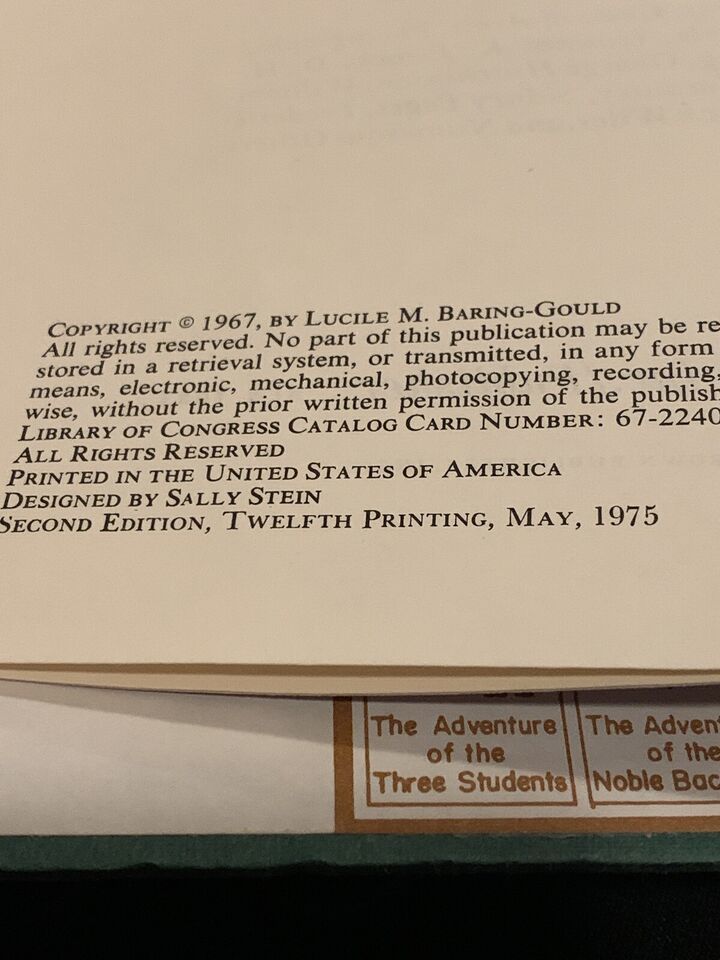 COPYRIGHT © 1967, BY LUCILE M. BARING-GOULD
All rights reserved. No part of this publication may be re
stored in a retrieval system, or transmitted, in any form
means, electronic, mechanical, photocopying, recording,
wise, without the prior written permission of the publish
LIBRARY OF CONGRESS CATALOG CARD NUMBER: 67-2240
ALL RIGHTS RESERVED
PRINTED IN THE UNITED STATES OF AMERICA
DESIGNED BY SALLY STEIN
SECOND EDITION, TWELFTH PRINTING, MAY, 1975
The Adventure
of the
Three Students
The Adven
of the
Noble Bac